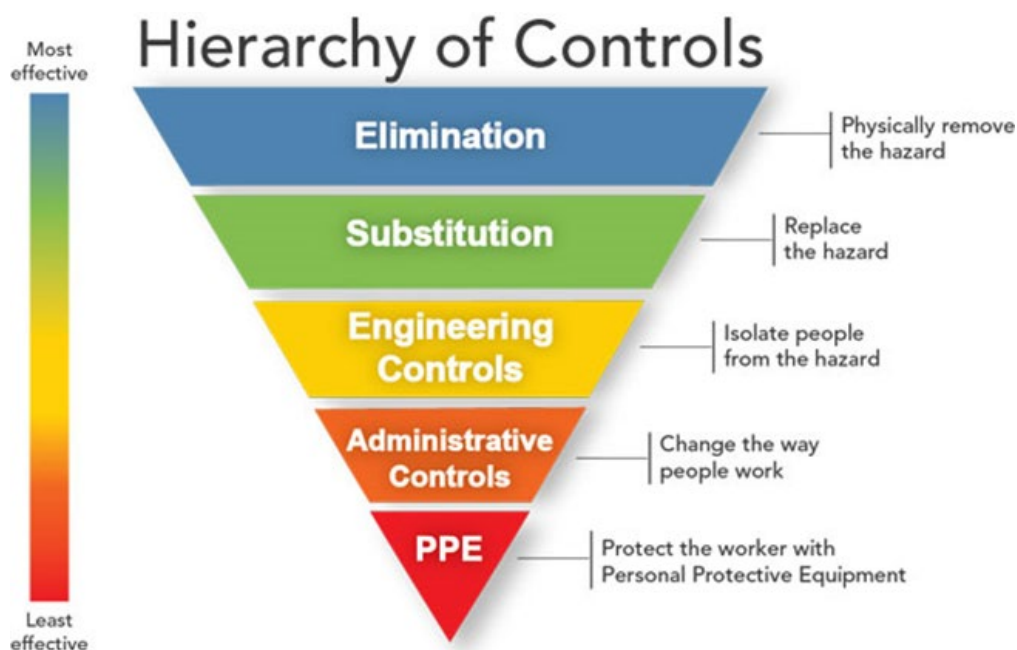 Hierarchy of Controls
Most
effective
Elimination
Physically remove
the hazard
Substitution
Replace
the hazard
Engineering
Controls
Isolate people
from the hazard
Administrative
Controls
Change the way
people work
PPE
Protect the worker with
Personal Protective Equipment
Least
effective